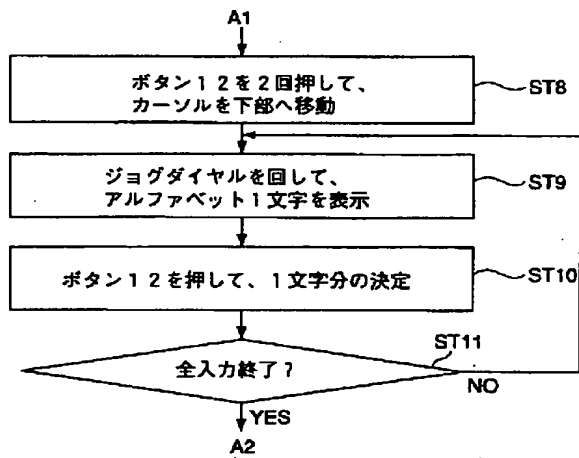 A1
ボタン１２を２回押して、
カーソルを下部へ移動
ST8
ジョグダイヤルを回して、
アルファベット１文字を表示
ST9
ボタン１２を押して、１文字分の決定
ST10
全入力終了？
ST11
NO
YES
A2